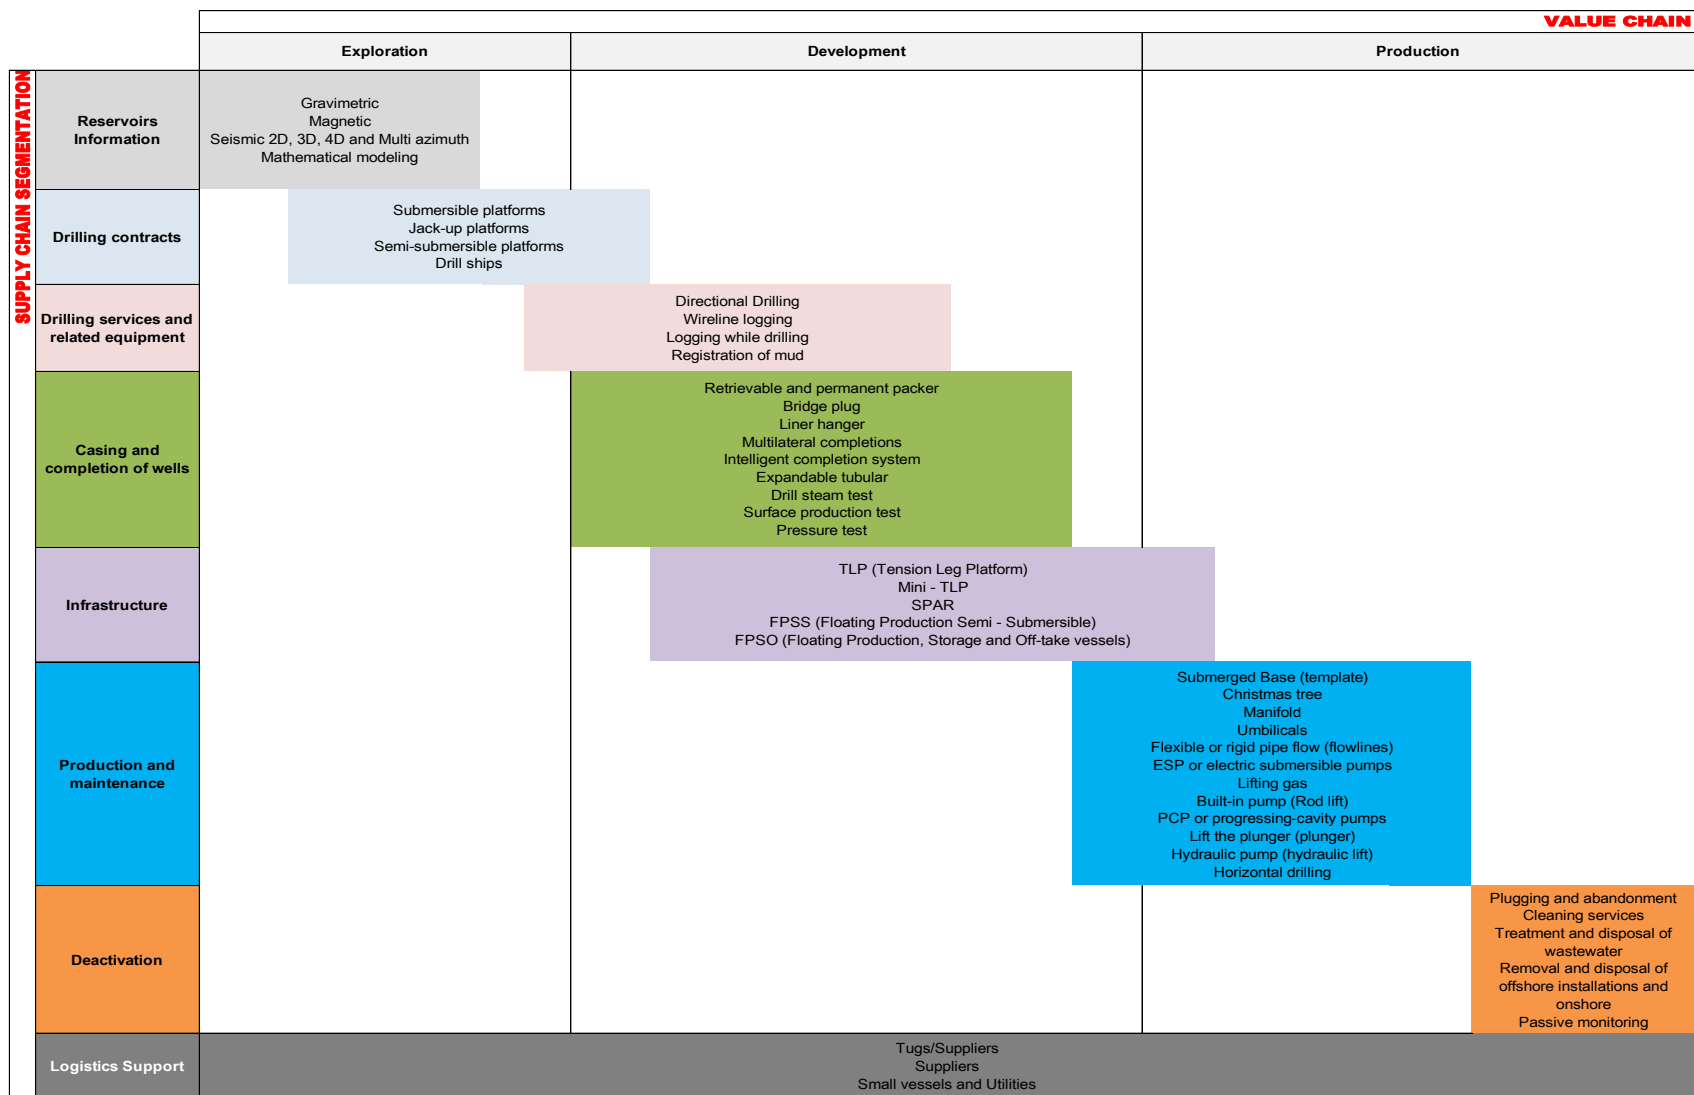 VALUE CHAIN
Exploration
Development
Production
SUPPLY CHAIN SEGMENTATION
Reservoirs
Information
Gravimetric
Magnetic
Seismic 2D, 3D, 4D and Multi azimuth
Mathematical modeling
Drilling contracts
Submersible platforms
Jack-up platforms
Semi-submersible platforms
Drill ships
Drilling services and
related equipment
Directional Drilling
Wireline logging
Logging while drilling
Registration of mud
Casing and
completion of wells
Retrievable and permanent packer
Bridge plug
Liner hanger
Multilateral completions
Intelligent completion system
Expandable tubular
Drill steam test
Surface production test
Pressure test
Infrastructure
TLP (Tension Leg Platform)
Mini - TLP
SPAR
FPSS (Floating Production Semi - Submersible)
FPSO (Floating Production, Storage and Off-take vessels)
Production and
maintenance
Submerged Base (template)
Christmas tree
Manifold
Umbilicals
Flexible or rigid pipe flow (flowlines)
ESP or electric submersible pumps
Lifting gas
Built-in pump (Rod lift)
PCP or progressing-cavity pumps
Lift the plunger (plunger)
Hydraulic pump (hydraulic lift)
Horizontal drilling
Deactivation
Plugging and abandonment
Cleaning services
Treatment and disposal of
wastewater
Removal and disposal of
offshore installations and
onshore
Passive monitoring
Logistics Support
Tugs/Suppliers
Suppliers
Small vessels and Utilities